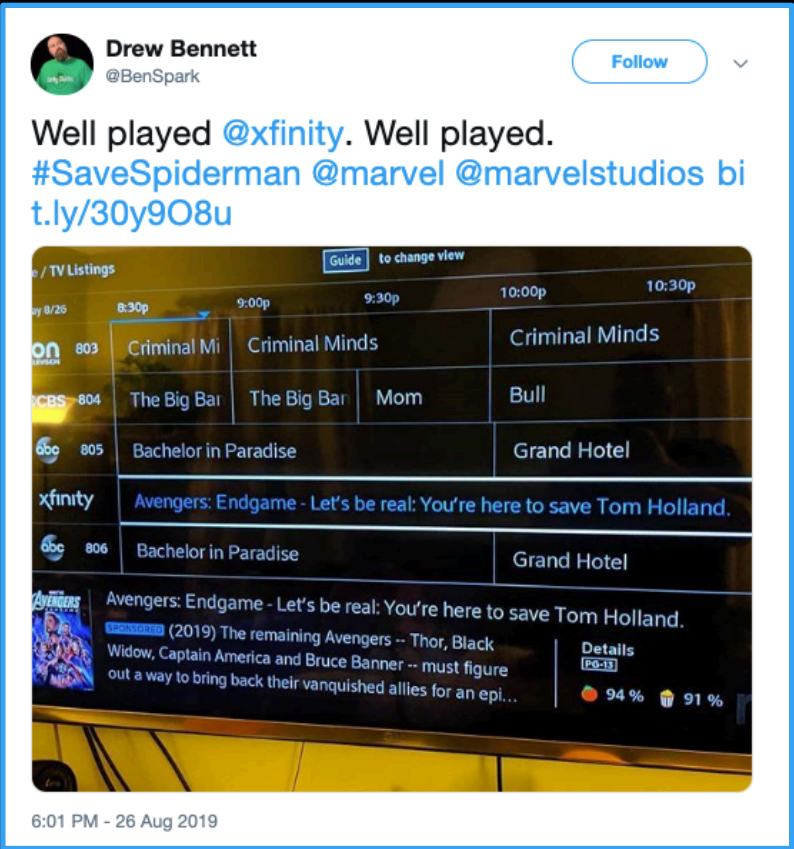 Drew Bennett
@BenSpark
Follow
Well played @xfinity. Well played.
#SaveSpiderman @marvel @marvelstudios bi
t.ly/30y9O8u
e / TV Listings
Guide to change view
ay 8/26 8:30p 9:00p 9:30p 10:00p 10:30p
on 803 Criminal Mi Criminal Minds Criminal Minds
CBS 804 The Big Ban The Big Ban Mom Bull
abc 805 Bachelor in Paradise Grand Hotel
xfinity Avengers: Endgame - Let's be real: You're here to save Tom Holland.
abc 806 Bachelor in Paradise Grand Hotel
AVENGERS
Avengers: Endgame - Let's be real: You're here to save Tom Holland.
SPONSORED (2019) The remaining Avengers -- Thor, Black
Widow, Captain America and Bruce Banner -- must figure
out a way to bring back their vanquished allies for an epi...
Details
PG-13
94 % 91 %
6:01 PM - 26 Aug 2019